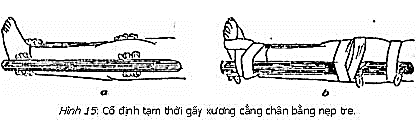 a b
Hình 15: Cố định tạm thời gãy xương cẳng chân bằng nẹp tre.